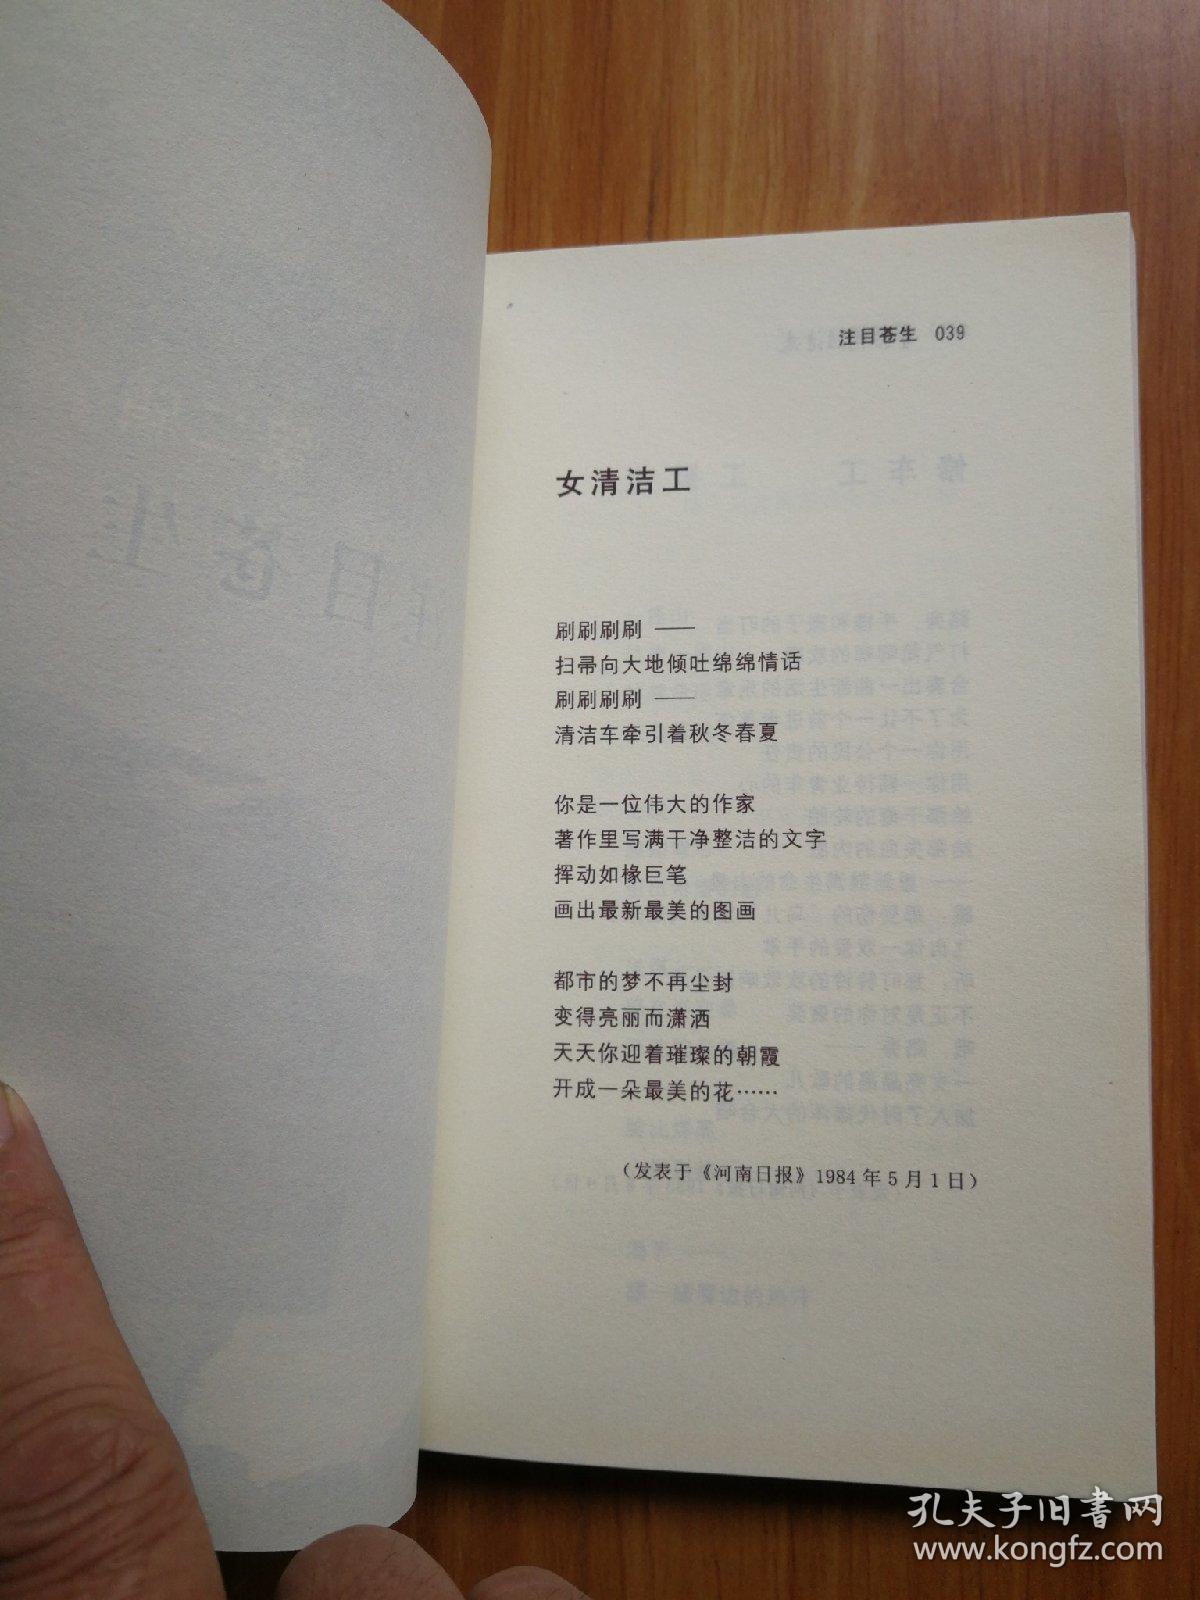 注目苍生 039
女清洁工
刷刷刷刷——
扫帚向大地倾吐绵绵情话
刷刷刷刷——
清洁车牵引着秋冬春夏
你是一位伟大的作家
著作里写满干净整洁的文字
挥动如椽巨笔
画出最新最美的图画
都市的梦不再尘封
变得亮丽而潇洒
天天你迎着璀璨的朝霞
开成一朵最美的花……
（发表于《河南日报》1984年5月1日）
孔夫子旧书网
www.kongfz.com